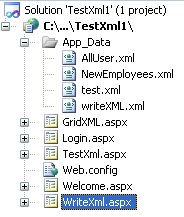 Solution 'TestXml1' (1 project)
C:\...\TestXml1\
App_Data
AllUser.xml
NewEmployees.xml
test.xml
writeXML.xml
GridXML.aspx
Login.aspx
TestXml.aspx
Web.config
Welcome.aspx
WriteXml.aspx